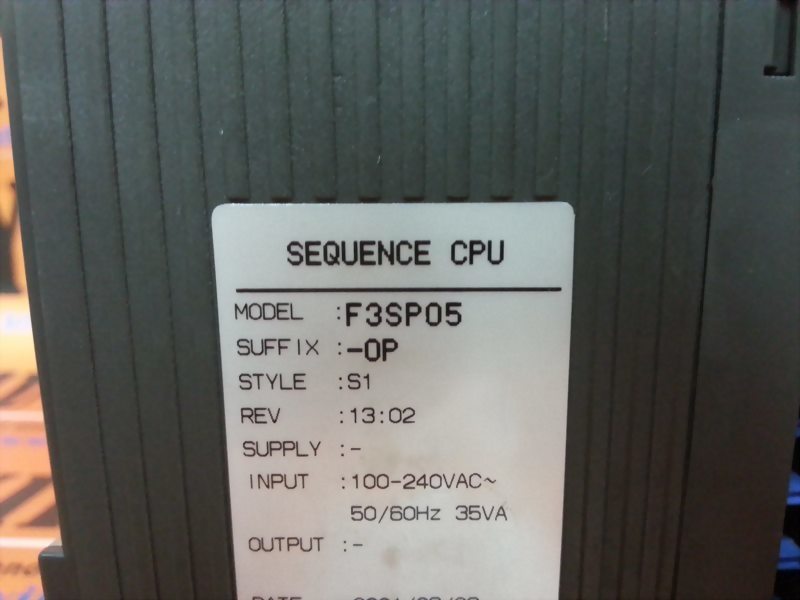 SEQUENCE CPU
MODEL :F3SP05
SUFFIX :-0P
STYLE :S1
REV :13:02
SUPPLY :-
INPUT :100-240VAC~
50/60Hz 35VA
OUTPUT :-
DATE